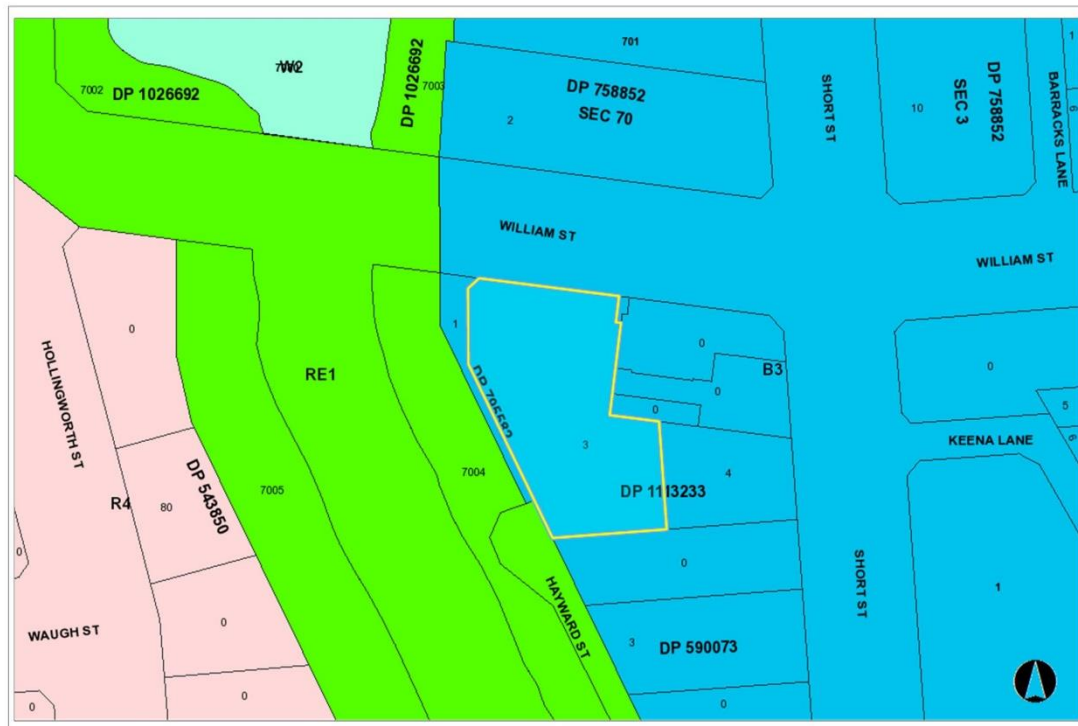 701
W2
7002
DP 1026692
DP 1026692
7003
DP 758852
SEC 70
2
SHORT ST
10
SEC 3
DP 758852
BARRACKS LANE
1
6
WILLIAM ST
WILLIAM ST
0
HOLLINGWORTH ST
RE1
1
DP 795583
0
B3
0
0
0
5
6
KEENA LANE
3
4
DP 1113233
7004
7005
R4
80
DP 543850
0
0
HAYWARD ST
SHORT ST
1
WAUGH ST
0
3
DP 590073
0
0
0